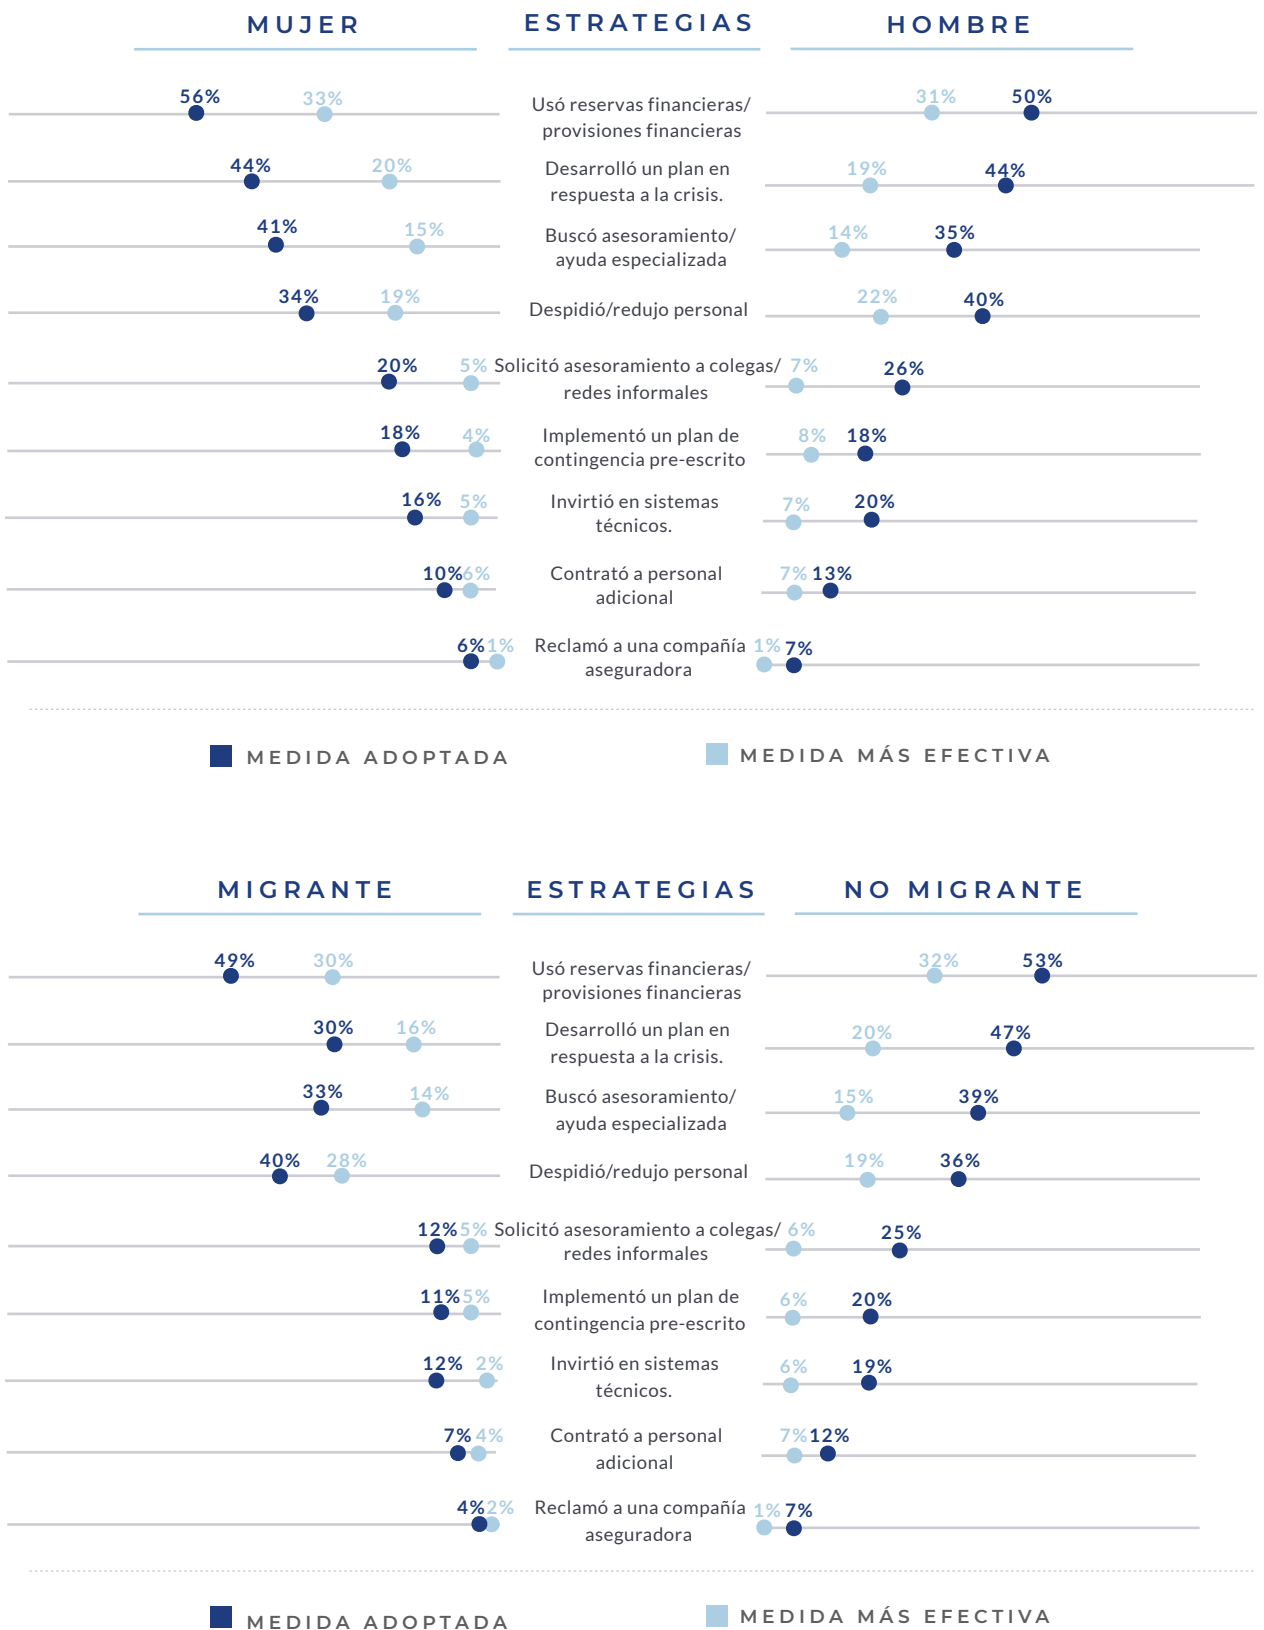 MUJER ESTRATEGIAS HOMBRE
56% 33% Usó reservas financieras/ 31% 50%
provisiones financieras
44% 20% Desarrolló un plan en 19% 44%
respuesta a la crisis.
41% 15% Buscó asesoramiento/ 14% 35%
ayuda especializada
34% 19% Despidió/redujo personal 22% 40%
20% 5% Solicitó asesoramiento a colegas/ 7% 26%
redes informales
18% 4% Implementó un plan de 8% 18%
contingencia pre-escrito
16% 5% Invirtió en sistemas 7% 20%
técnicos.
10% 6% Contrató a personal 7% 13%
adicional
6% 1% Reclamó a una compañía 1% 7%
aseguradora
MEDIDA ADOPTADA MEDIDA MÁS EFECTIVA
MIGRANTE ESTRATEGIAS NO MIGRANTE
49% 30% Usó reservas financieras/ 32% 53%
provisiones financieras
30% 16% Desarrolló un plan en 20% 47%
respuesta a la crisis.
33% 14% Buscó asesoramiento/ 15% 39%
ayuda especializada
40% 28% Despidió/redujo personal 19% 36%
12% 5% Solicitó asesoramiento a colegas/ 6% 25%
redes informales
11% 5% Implementó un plan de 6% 20%
contingencia pre-escrito
12% 2% Invirtió en sistemas 6% 19%
técnicos.
7% 4% Contrató a personal 7% 12%
adicional
4% 2% Reclamó a una compañía 1% 7%
aseguradora
MEDIDA ADOPTADA MEDIDA MÁS EFECTIVA